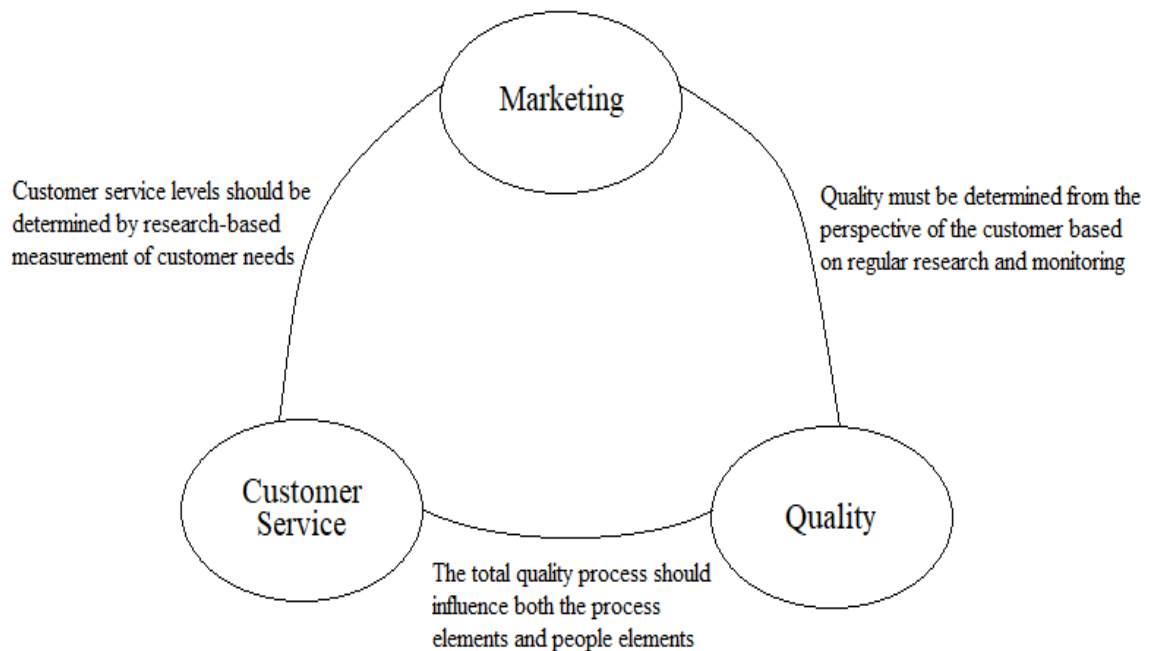 Marketing
Customer service levels should be
determined by research-based
measurement of customer needs
Quality must be determined from the
perspective of the customer based
on regular research and monitoring
Customer
Service
Quality
The total quality process should
influence both the process
elements and people elements